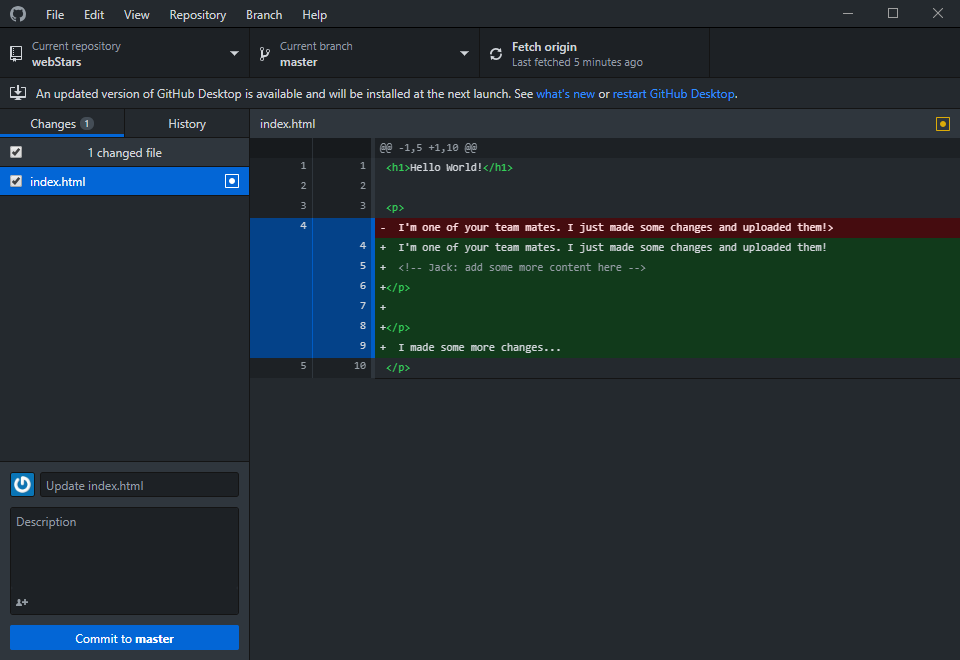 File Edit View Repository Branch Help
Current repository
webStars
Current branch
master
Fetch origin
Last fetched 5 minutes ago
An updated version of GitHub Desktop is available and will be installed at the next launch. See what's new or restart GitHub Desktop.
Changes 1 History
index.html
1 changed file
index.html
@@ -1,5 +1,10 @@
1 1 <h1>Hello World!</h1>
2 2
3 3 <p>
4 - I'm one of your team mates. I just made some changes and uploaded them!>
4 + I'm one of your team mates. I just made some changes and uploaded them!
5 + <!-- Jack: add some more content here -->
6 +</p>
7 +
8 +</p>
9 + I made some more changes...
5 10 </p>
Update index.html
Description
Commit to master